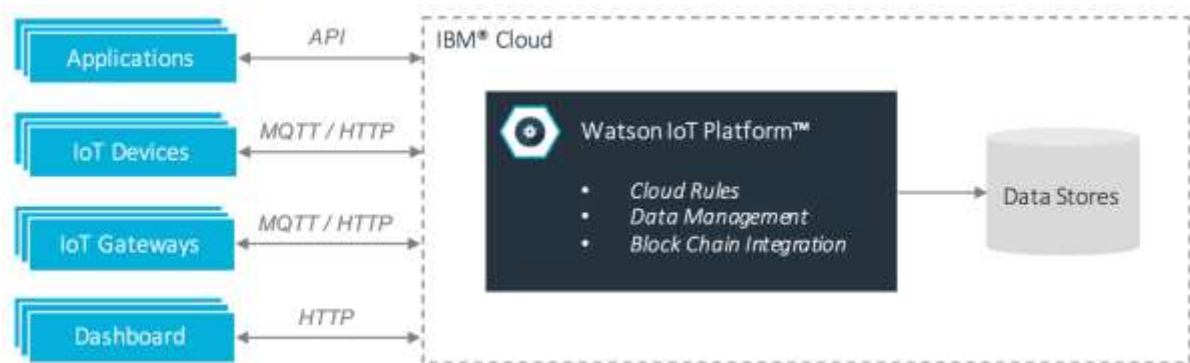 Applications
API
IBM® Cloud
IoT Devices
MQTT / HTTP
Watson IoT Platform™
• Cloud Rules
• Data Management
• Block Chain Integration
Data Stores
IoT Gateways
MQTT / HTTP
Dashboard
HTTP